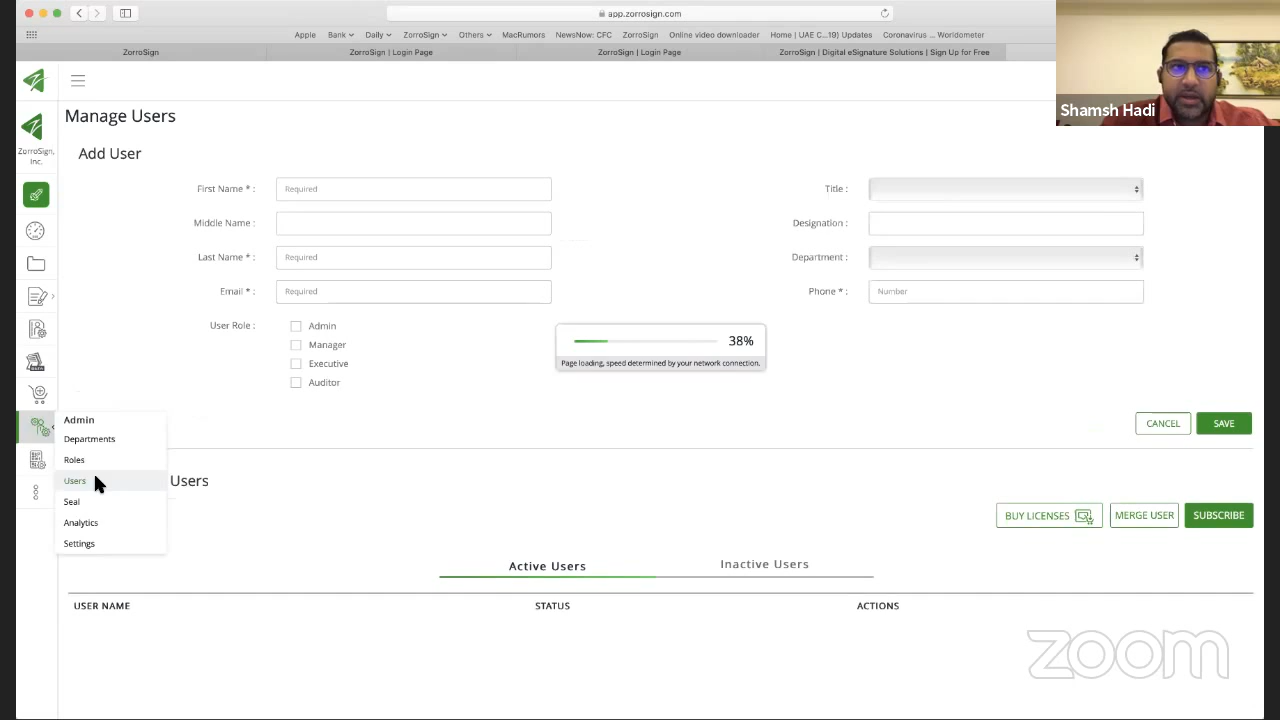 app.zorrosign.com
Apple Bank Daily ZorroSign Others MacRumors NewsNow: CFC ZorroSign Online video downloader Home | UAE C...19) Updates Coronavirus ... Worldometer
ZorroSign ZorroSign | Login Page ZorroSign | Login Page ZorroSign | Digital eSignature Solutions | Sign Up for Free
Shamsh Hadi
Manage Users
ZorroSign,
Inc.
Add User
First Name * : Required Title :
Middle Name : Designation :
Last Name * : Required Department :
Email * : Required Phone * : Number
User Role : Admin
Manager
Executive
Auditor
38%
Page loading, speed determined by your network connection.
CANCEL SAVE
Admin
Departments
Roles
Users
Seal
Analytics
Settings
Users
BUY LICENSES MERGE USER SUBSCRIBE
Active Users Inactive Users
USER NAME STATUS ACTIONS
zoom